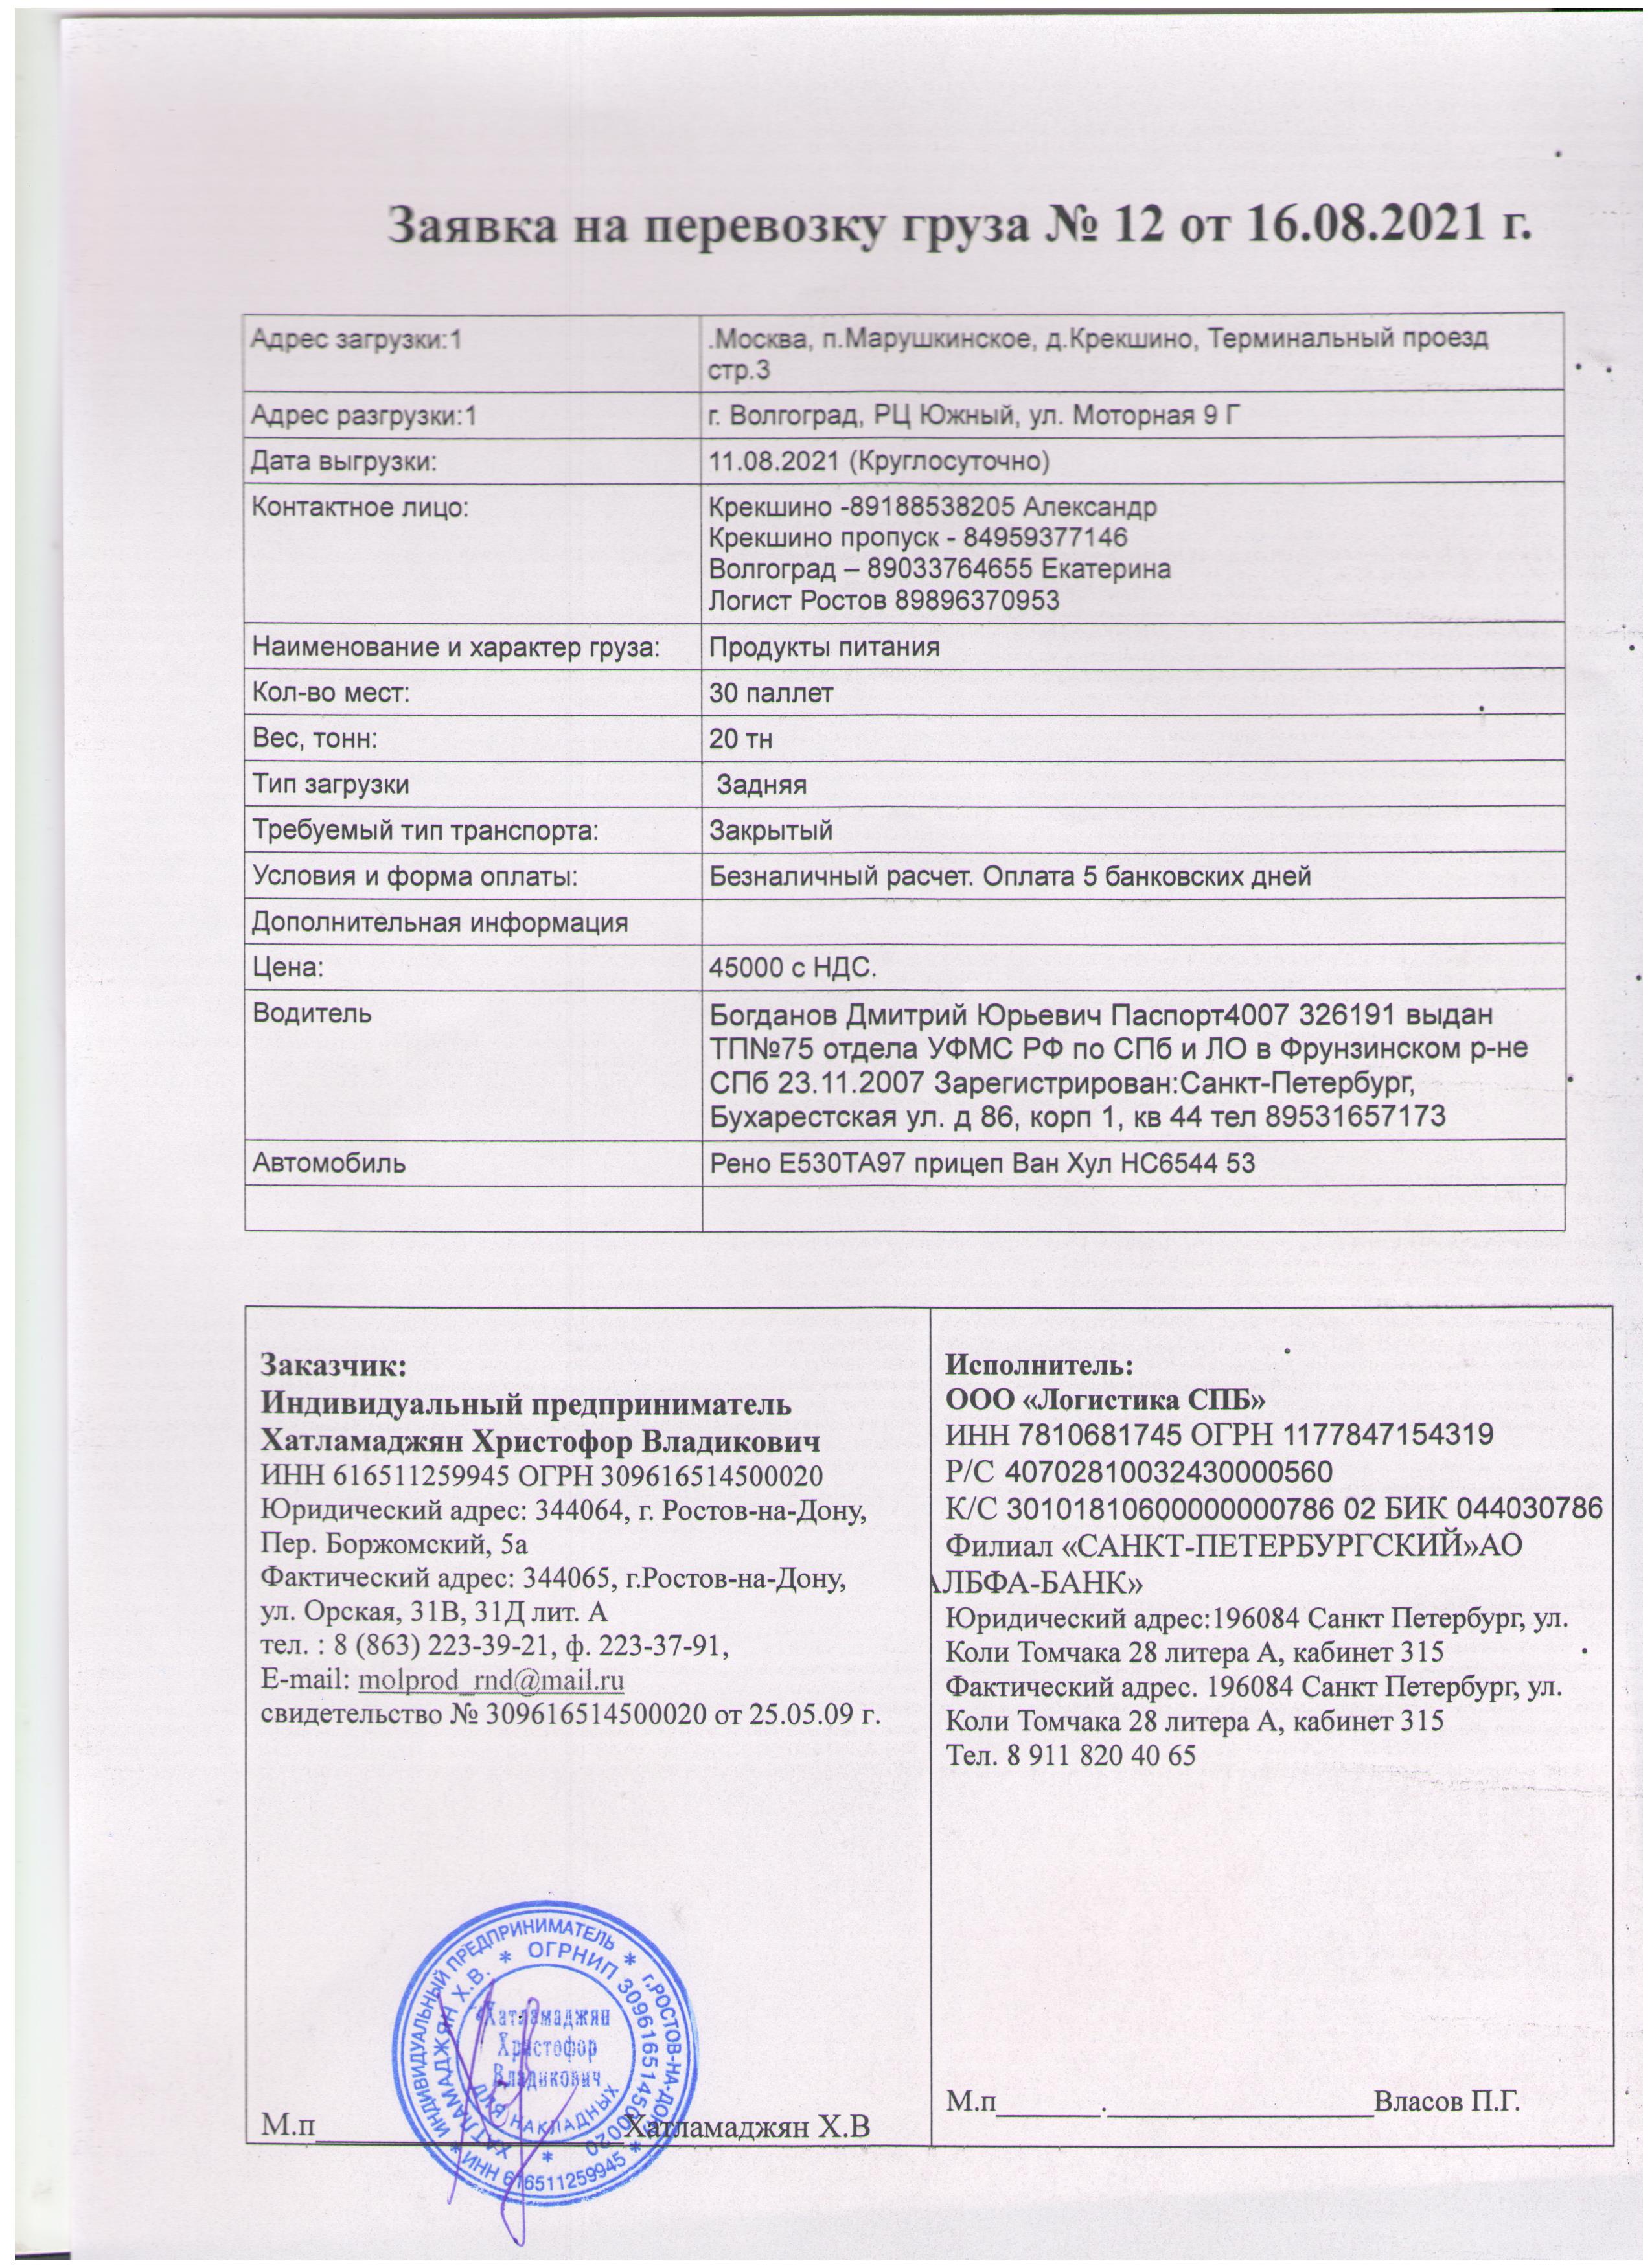 Заявка на перевозку груза № 12 от 16.08.2021 г.
Адрес загрузки:1
.Москва, п.Марушкинское, д.Крекшино, Терминальный проезд
стр.3
Адрес разгрузки:1
г. Волгоград, РЦ Южный, ул. Моторная 9 Г
Дата выгрузки:
11.08.2021 (Круглосуточно)
Контактное лицо:
Крекшино -89188538205 Александр
Крекшино пропуск - 84959377146
Волгоград – 89033764655 Екатерина
Логист Ростов 89896370953
Наименование и характер груза:
Продукты питания
Кол-во мест:
30 паллет
Вес, тонн:
20 тн
Тип загрузки
Задняя
Требуемый тип транспорта:
Закрытый
Условия и форма оплаты:
Безналичный расчет. Оплата 5 банковских дней
Дополнительная информация
Цена:
45000 с НДС.
Водитель
Богданов Дмитрий Юрьевич Паспорт4007 326191 выдан
ТП№75 отдела УФМС РФ по СПб и ЛО в Фрунзинском р-не
СПб 23.11.2007 Зарегистрирован:Санкт-Петербург,
Бухарестская ул. д 86, корп 1, кв 44 тел 89531657173
Автомобиль
Рено Е530ТА97 прицеп Ван Хул НС6544 53
Заказчик:
Индивидуальный предприниматель
Хатламаджян Христофор Владикович
ИНН 616511259945 ОГРН 309616514500020
Юридический адрес: 344064, г. Ростов-на-Дону,
Пер. Боржомский, 5а
Фактический адрес: 344065, г.Ростов-на-Дону,
ул. Орская, 31В, 31Д лит. А
тел. : 8 (863) 223-39-21, ф. 223-37-91,
E-mail: molprod_rnd@mail.ru
свидетельство № 309616514500020 от 25.05.09 г.
Исполнитель:
ООО «Логистика СПБ»
ИНН 7810681745 ОГРН 1177847154319
Р/С 40702810032430000560
К/С 30101810600000000786 02 БИК 044030786
Филиал «САНКТ-ПЕТЕРБУРГСКИЙ»АО
АЛБФА-БАНК»
Юридический адрес:196084 Санкт Петербург, ул.
Коли Томчака 28 литера А, кабинет 315
Фактический адрес. 196084 Санкт Петербург, ул.
Коли Томчака 28 литера А, кабинет 315
Тел. 8 911 820 40 65
ИНДИВИДУАЛЬНЫЙ ПРЕДПРИНИМАТЕЛЬ * г.РОСТОВ-НА-ДОНУ * ИНН 616511259945 *
ХАТЛАМАДЖЯН Х.В. * ОГРНИП 309616514500020 *
Хатламаджян
Христофор
Владикович
ДЛЯ НАКЛАДНЫХ
М.п____________________Хатламаджян Х.В
М.п_______.__________________Власов П.Г.